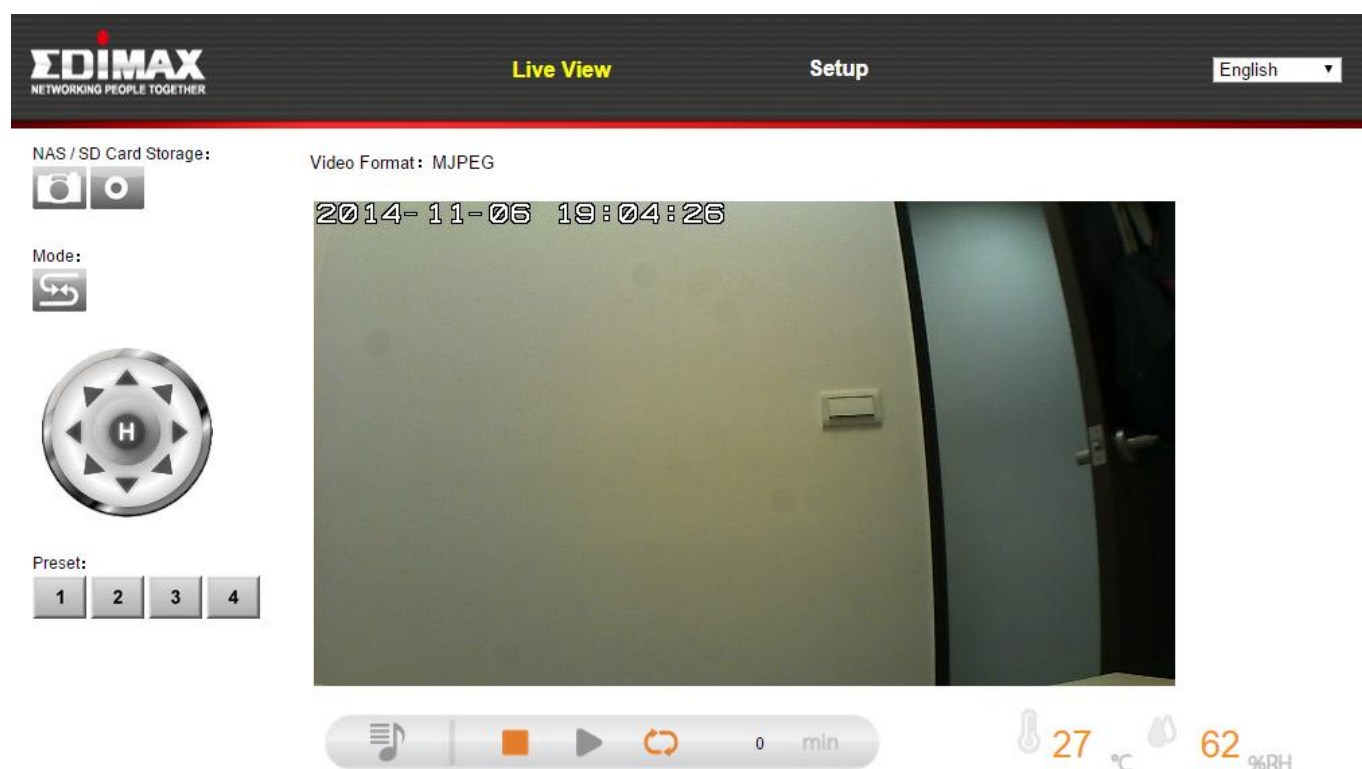 EDIMAX
NETWORKING PEOPLE TOGETHER
Live View
Setup
English
NAS / SD Card Storage:
Video Format: MJPEG
2014-11-06 19:04:26
Mode:
H
Preset:
1 2 3 4
0 min
27 °C
62 %RH